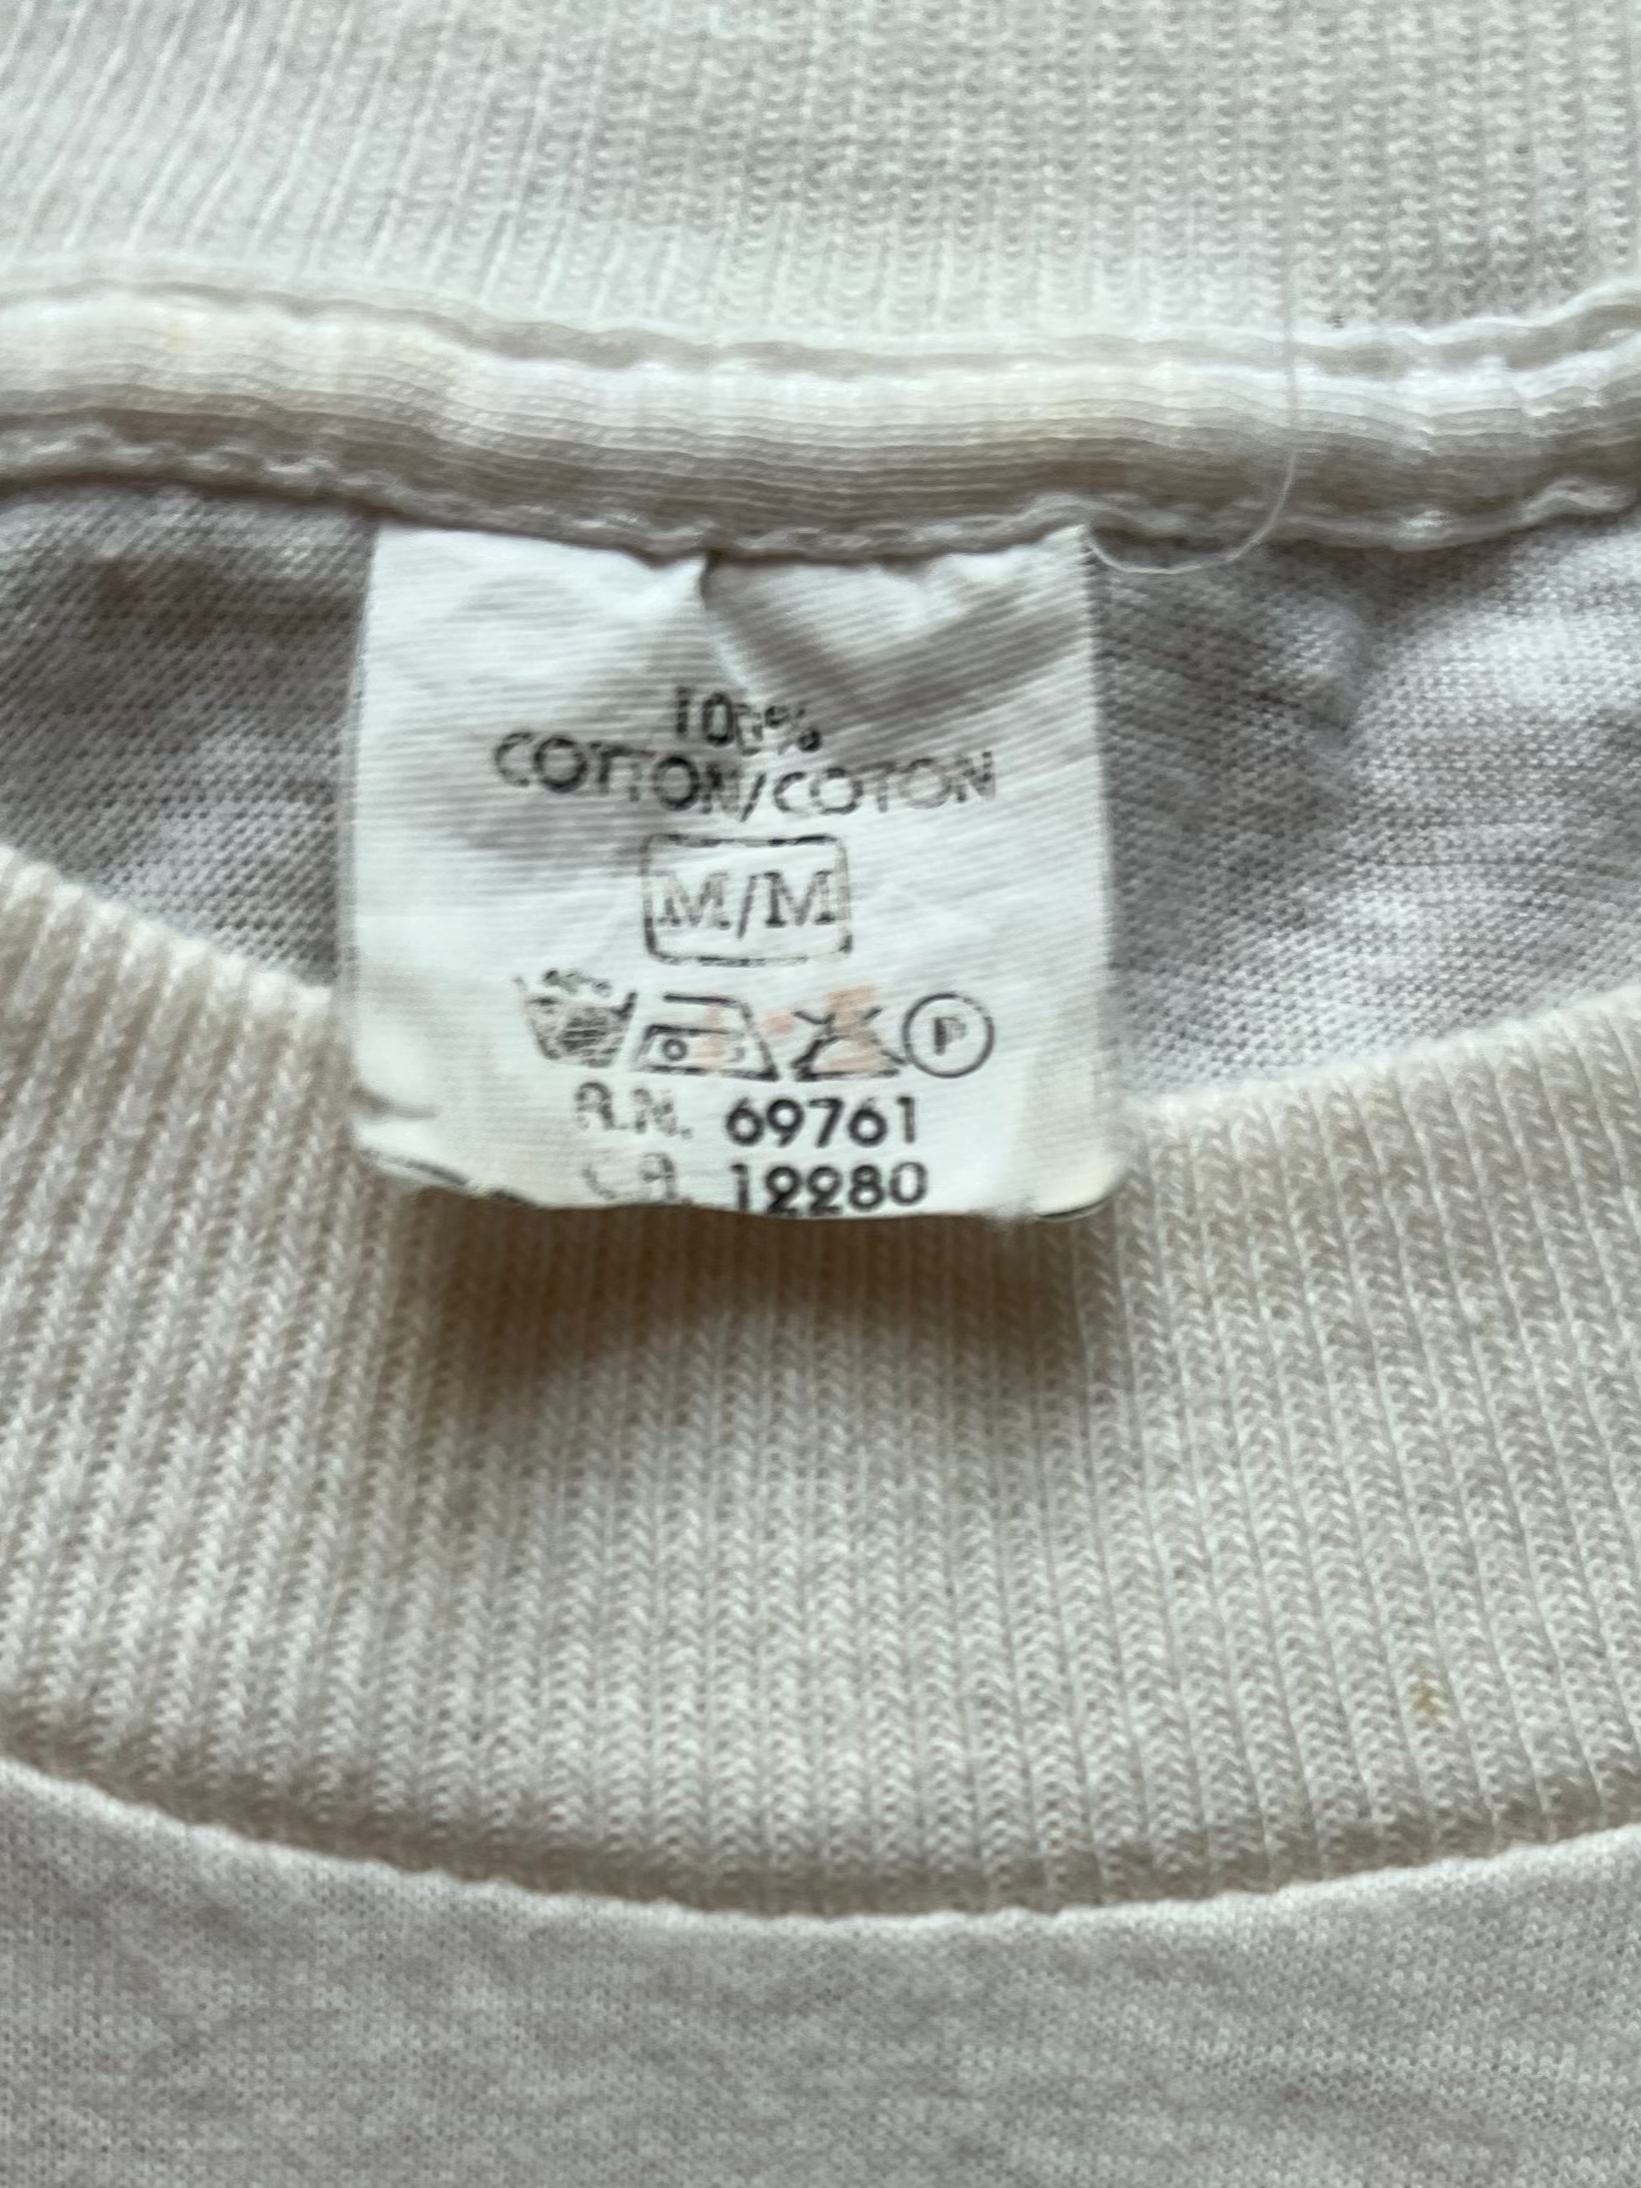 100%
COTTON/COTON
M/M
P
R.N. 69761
C.A. 12280